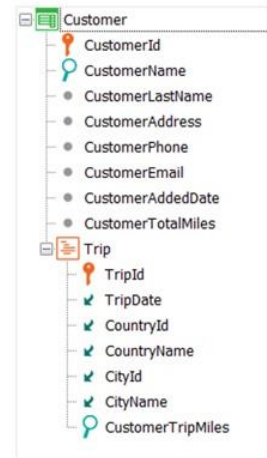 Customer
CustomerId
CustomerName
CustomerLastName
CustomerAddress
CustomerPhone
CustomerEmail
CustomerAddedDate
CustomerTotalMiles
Trip
TripId
TripDate
CountryId
CountryName
CityId
CityName
CustomerTripMiles